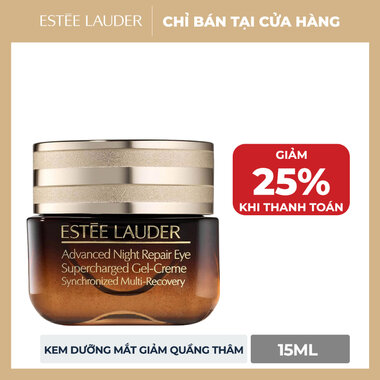 ESTĒE LAUDER
CHỈ BÁN TẠI CỬA HÀNG
GIẢM
25%
KHI THANH TOÁN
ESTĒE LAUDER
Advanced Night Repair Eye
Supercharged Gel-Creme
Synchronized Multi-Recovery
KEM DƯỠNG MẮT GIẢM QUẦNG THÂM
15ML